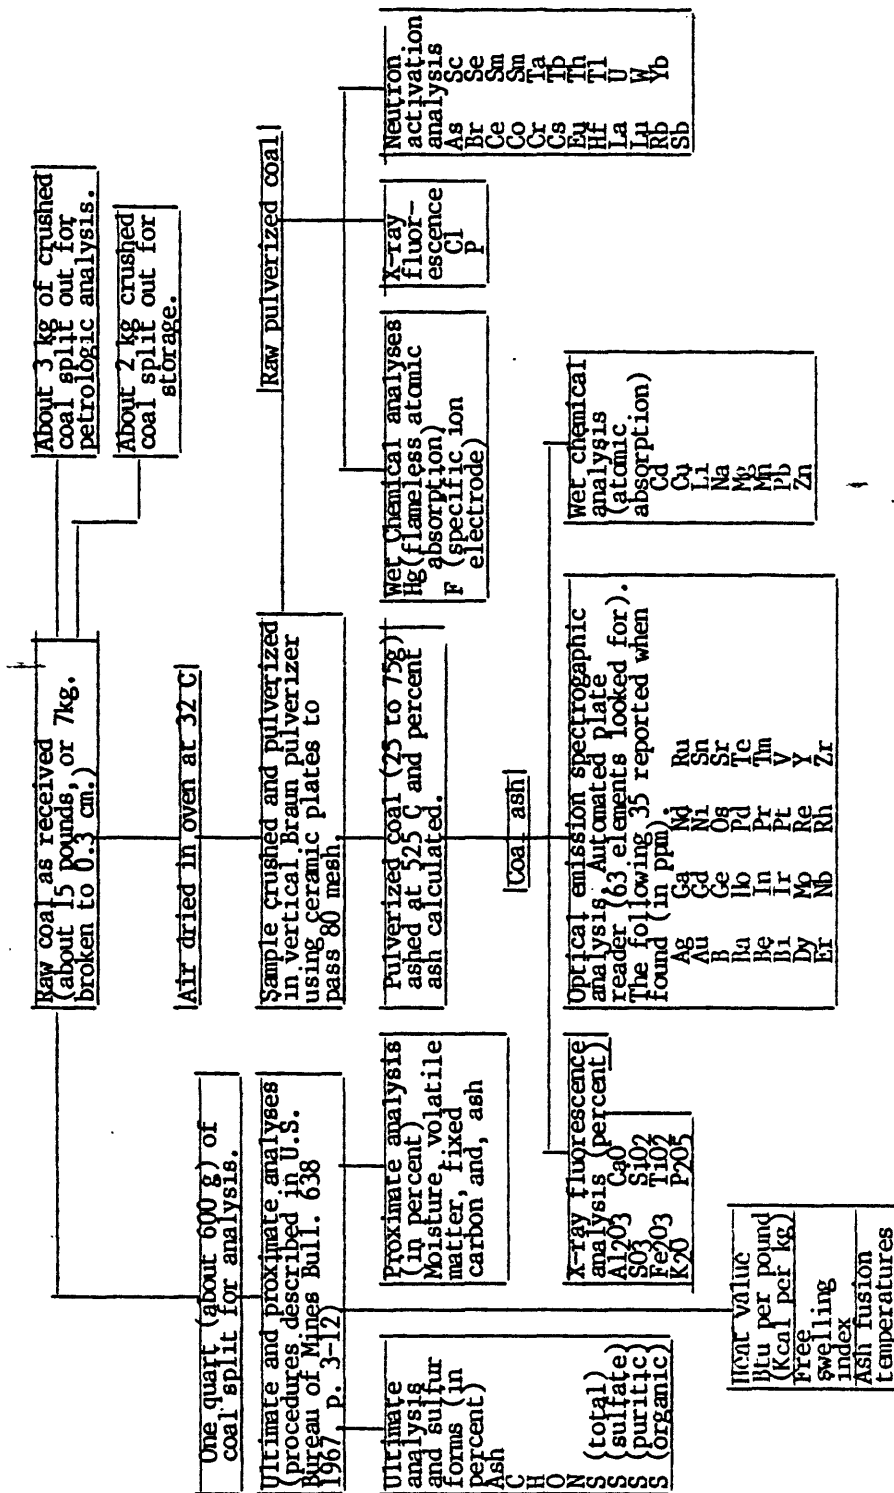 Raw coal as received
(about 15 pounds, or 7kg.
broken to 0.3 cm.)
About 3 kg of crushed
coal split out for
petrologic analysis.
About 2 kg crushed
coal split out for
storage.
One quart (about 600 g) of
coal split for analysis.
Air dried in oven at 32 C
Ultimate and proximate analyses
(procedures described in U.S.
Bureau of Mines Bull. 638
1967, p. 3-12)
Sample crushed and pulverized
in vertical Braun pulverizer
using ceramic plates to
pass 80 mesh.
Raw pulverized coal
Ultimate
analysis
and sulfur
forms (in
percent)
Ash
C
H
O
N
S (total)
S (sulfate)
S (puritic)
S (organic)
Proximate analysis
(in percent)
Moisture, volatile
matter, fixed
carbon and, ash
Pulverized coal (25 to 75g)
ashed at 525 C and percent
ash calculated.
Wet Chemical analyses
Hg(flameless atomic
absorption)
F (specific ion
electrode)
X-ray
fluor-
escence
Cl
P
Neutron
activation
analysis
As Sc
Br Se
Ce Sm
Co Sm
Cr Ta
Cs Tb
Eu Th
Hf Tl
La U
Lu W
Rb Yb
Sb
Coal ash
X-ray fluorescence
analysis (percent)
Al2O3 CaO
SO3 SiO2
Fe2O3 TiO2
K2O P2O5
Optical emission spectrogaphic
analysis. Automated plate
reader (63 elements looked for).
The following 35 reported when
found (in ppm).
Ag Ga Nd Ru
Au Gd Ni Sn
B Ge Os Sr
Ba Ho Pd Te
Be In Pr Tm
Bi Ir Pt V
Dy Mo Re Y
Er Nb Rh Zr
Wet chemical
analysis
(atomic
absorption)
Cd
Cu
Li
Na
Mg
Mn
Pb
Zn
Heat value
Btu per pound
(Kcal per kg)
Free
swelling
index
Ash fusion
temperatures